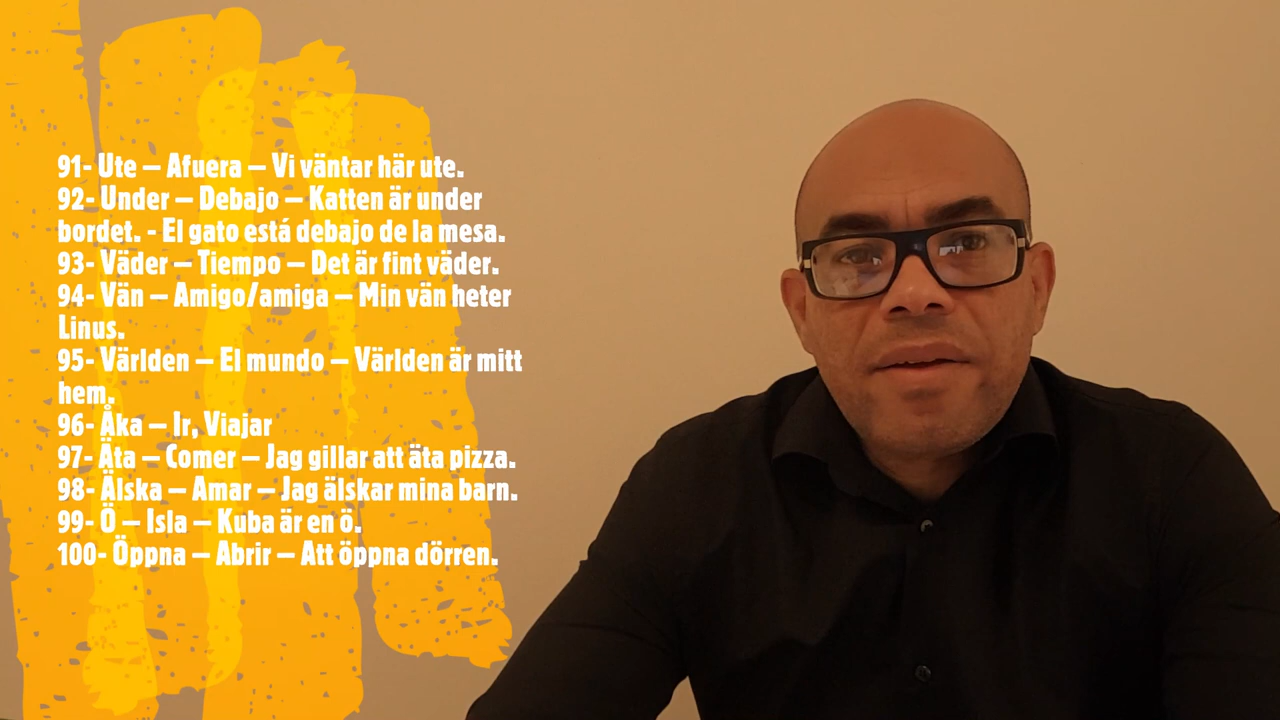 91- Ute – Afuera – Vi väntar här ute.
92- Under – Debajo – Katten är under
bordet. - El gato está debajo de la mesa.
93- Väder – Tiempo – Det är fint väder.
94- Vän – Amigo/amiga – Min vän heter
Linus.
95- Världen – El mundo – Världen är mitt
hem.
96- Åka – Ir, Viajar
97- Äta – Comer – Jag gillar att äta pizza.
98- Älska – Amar – Jag älskar mina barn.
99- Ö – Isla – Kuba är en ö.
100- Öppna – Abrir – Att öppna dörren.